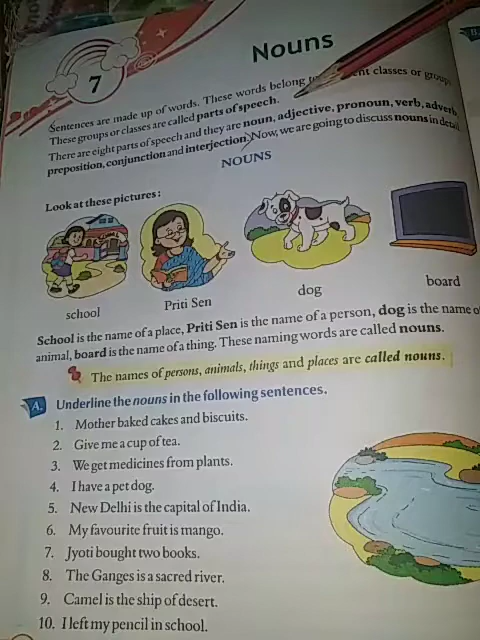 7
Nouns
Sentences are made up of words. These words belong classes or group
These groups or classes are called parts of speech.
There are eight parts of speech and they are noun, adjective, pronoun, verb, adverb
preposition, conjunction and interjection. Now, we are going to discuss nouns in detail
NOUNS
Look at these pictures :
school
Priti Sen
dog
board
School is the name of a place, Priti Sen is the name of a person, dog is the name o
animal, board is the name of a thing. These naming words are called nouns.
The names of persons, animals, things and places are called nouns.
A. Underline the nouns in the following sentences.
1. Mother baked cakes and biscuits.
2. Give me a cup of tea.
3. We get medicines from plants.
4. I have a pet dog.
5. New Delhi is the capital of India.
6. My favourite fruit is mango.
7. Jyoti bought two books.
8. The Ganges is a sacred river.
9. Camel is the ship of desert.
10. I left my pencil in school.
B.